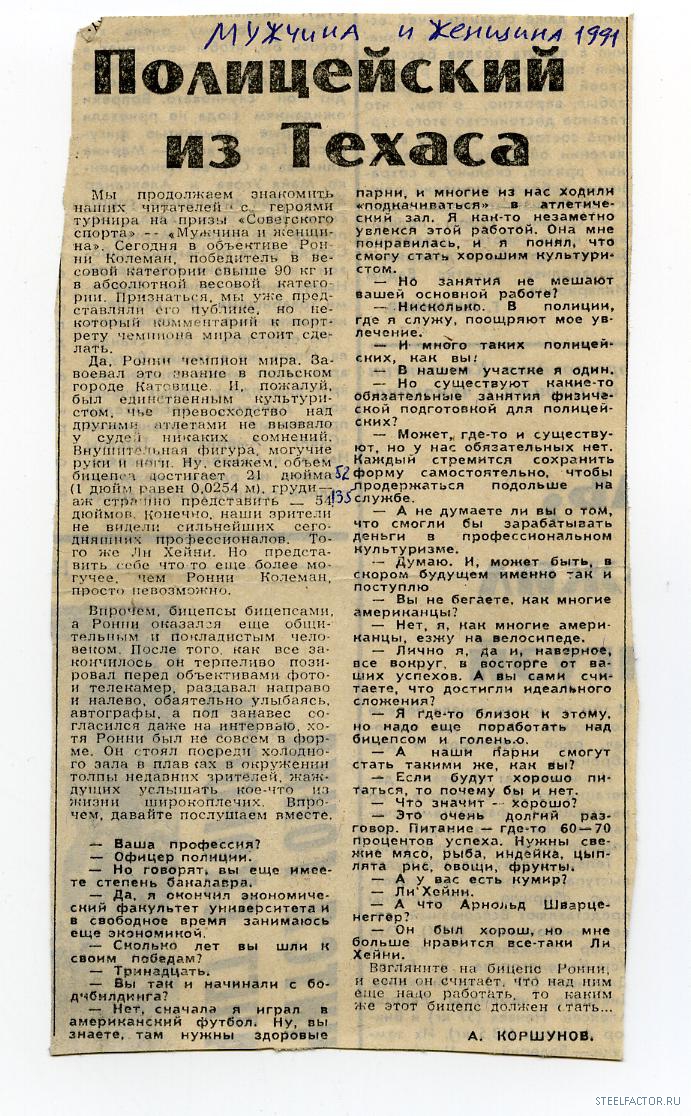 МУЖЧИНА и ЖЕНЩИНА 1991
Полицейский
из Техаса
Мы продолжаем знакомить
наших читателей с героями
турнира на призы «Советского
спорта» -- «Мужчина и женщи-
на». Сегодня в объективе Рон-
ни Колеман, победитель в ве-
совой категории свыше 90 кг и
в абсолютной весовой катего-
рии. Признаться, мы уже пред-
ставляли его публике, но не-
который комментарий к порт-
рету чемпиона мира стоит сде-
лать.
Да, Ронни чемпион мира. За-
воевал это звание в польском
городе Катовице. И, пожалуй,
был единственным культури-
стом, чье превосходство над
другими атлетами не вызвало
у судей никаких сомнений.
Внушительная фигура, могучие
руки и ноги. Ну, скажем, объем
бицепса достигает 21 дюйма 52
(1 дюйм равен 0,0254 м), груди —
аж страшно представить — 54 135
дюймов. Конечно, наши зрители
не видели сильнейших сего-
дняшних профессионалов. То-
го же Ли Хейни. Но предста-
вить себе что-то еще более мо-
гучее, чем Ронни Колеман,
просто невозможно.
Впрочем, бицепсы бицепсами,
а Ронни оказался еще общи-
тельным и покладистым чело-
веком. После того, как все за-
кончилось он терпеливо пози-
ровал перед объективами фото-
и телекамер, раздавал направо
и налево, обаятельно улыбаясь,
автографы, а под занавес со-
гласился даже на интервью, хо-
тя Ронни был не совсем в фор-
ме. Он стоял посреди холодно-
го зала в плавках в окружении
толпы недавних зрителей, жаж-
дущих услышать кое-что из
жизни широкоплечих. Впро-
чем, давайте послушаем вместе.
— Ваша профессия?
— Офицер полиции.
— Но говорят, вы еще имее-
те степень бакалавра.
— Да, я окончил экономиче-
ский факультет университета и
в свободное время занимаюсь
еще экономикой.
— Сколько лет вы шли к
своим победам?
— Тринадцать.
— Вы так и начинали с бо-
дибилдинга?
— Нет, сначала я играл в
американский футбол. Ну, вы
знаете, там нужны здоровые
парни, и многие из нас ходили
«подкачиваться» в атлетиче-
ский зал. Я как-то незаметно
увлекся этой работой. Она мне
понравилась, и я понял, что
смогу стать хорошим культури-
стом.
— Но занятия не мешают
вашей основной работе?
— Нисколько. В полиции,
где я служу, поощряют мое ув-
лечение.
— И много таких полицей-
ских, как вы?
— В нашем участке я один.
— Но существуют какие-то
обязательные занятия физиче-
ской подготовкой для полицей-
ских?
— Может, где-то и существу-
ют, но у нас обязательных нет.
Каждый стремится сохранить
форму самостоятельно, чтобы
продержаться подольше на
службе.
— А не думаете ли вы о том,
что смогли бы зарабатывать
деньги в профессиональном
культуризме.
— Думаю. И, может быть, в
скором будущем именно так и
поступлю
— Вы не бегаете, как многие
американцы?
— Нет, я, как многие амери-
канцы, езжу на велосипеде.
— Лично я, да и, наверное,
все вокруг, в восторге от ва-
ших успехов. А вы сами счи-
таете, что достигли идеального
сложения?
— Я где-то близок к этому,
но надо еще поработать над
бицепсом и голенью.
— А наши парни смогут
стать такими же, как вы?
— Если будут хорошо пи-
таться, то почему бы и нет.
— Что значит -- хорошо?
— Это очень долгий раз-
говор. Питание — где-то 60—70
процентов успеха. Нужны све-
жие мясо, рыба, индейка, цып-
лята рис, овощи, фрукты.
— А у вас есть кумир?
— Ли Хейни.
— А что Арнольд Шварце-
неггер?
— Он был хорош, но мне
больше нравится все-таки Ли
Хейни.
Взгляните на бицепс Ронни,
и если он считает, что над ним
еще надо работать, то каким
же этот бицепс должен стать...
А. КОРШУНОВ.
STEELFACTOR.RU